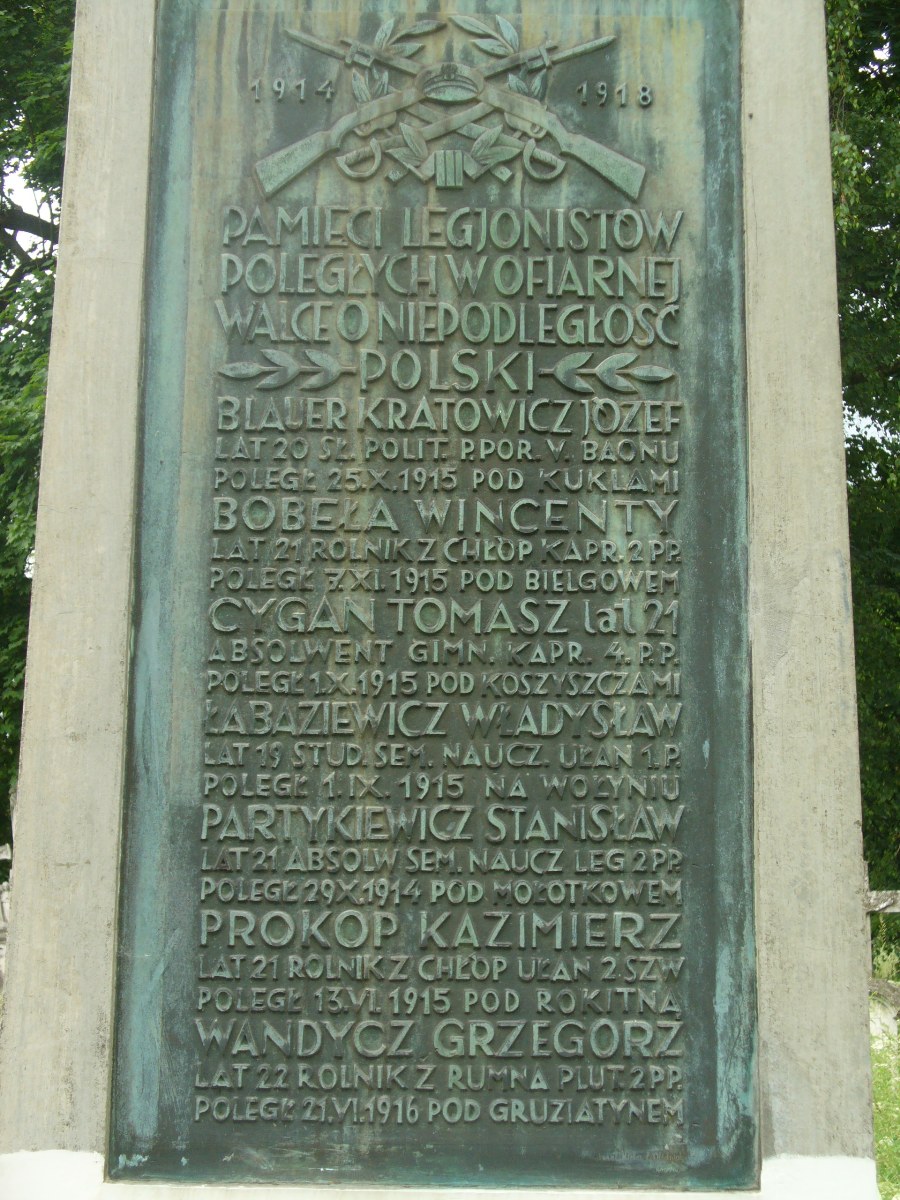 1914 1918
PAMIĘCI LEGJONISTÓW
POLEGŁYCH W OFIARNEJ
WALCE O NIEPODLEGŁOŚĆ
POLSKI
BLAUER KRATOWICZ JÓZEF
LAT 20 SŁ. POLIT. P.POR. V. BAONU
POLEGŁ 25.X.1915 POD KUKLAMI
BOBEŁA WINCENTY
LAT 21 ROLNIK Z CHŁOP KAPR. 2 PP.
POLEGŁ 7.XI.1915 POD BIELGOWEM
CYGAN TOMASZ lat 21
ABSOLWENT GIMN. KAPR. 4. P.P.
POLEGŁ 1.X.1915 POD KOSZYSZCZAMI
ŁABAZIEWICZ WŁADYSŁAW
LAT 19 STUD. SEM. NAUCZ. UŁAN 1. P.
POLEGŁ 1.IX.1915 NA WOŁYNIU
PARTYKIEWICZ STANISŁAW
LAT 21 ABSOLW SEM. NAUCZ LEG 2 PP.
POLEGŁ 29.X.1914 POD MOŁOTKOWEM
PROKOP KAZIMIERZ
LAT 21 ROLNIK Z CHŁOP UŁAN 2.SZW
POLEGŁ 13.VI.1915 POD ROKITNA
WANDYCZ GRZEGORZ
LAT 22 ROLNIK Z RUMNA PLUT. 2 PP.
POLEGŁ 21.VI.1916 POD GRUZIATYNEM